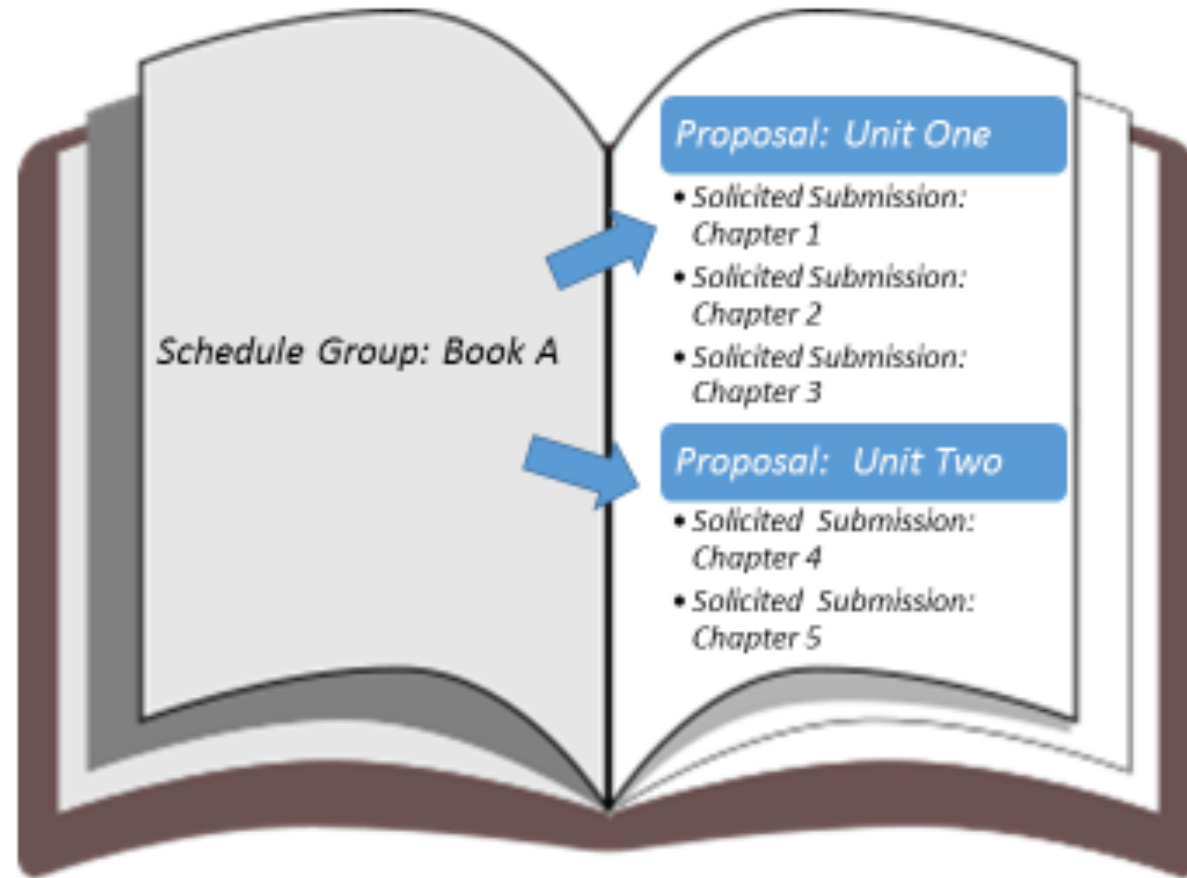 Schedule Group: Book A
Proposal: Unit One
• Solicited Submission:
Chapter 1
• Solicited Submission:
Chapter 2
• Solicited Submission:
Chapter 3
Proposal: Unit Two
• Solicited Submission:
Chapter 4
• Solicited Submission:
Chapter 5